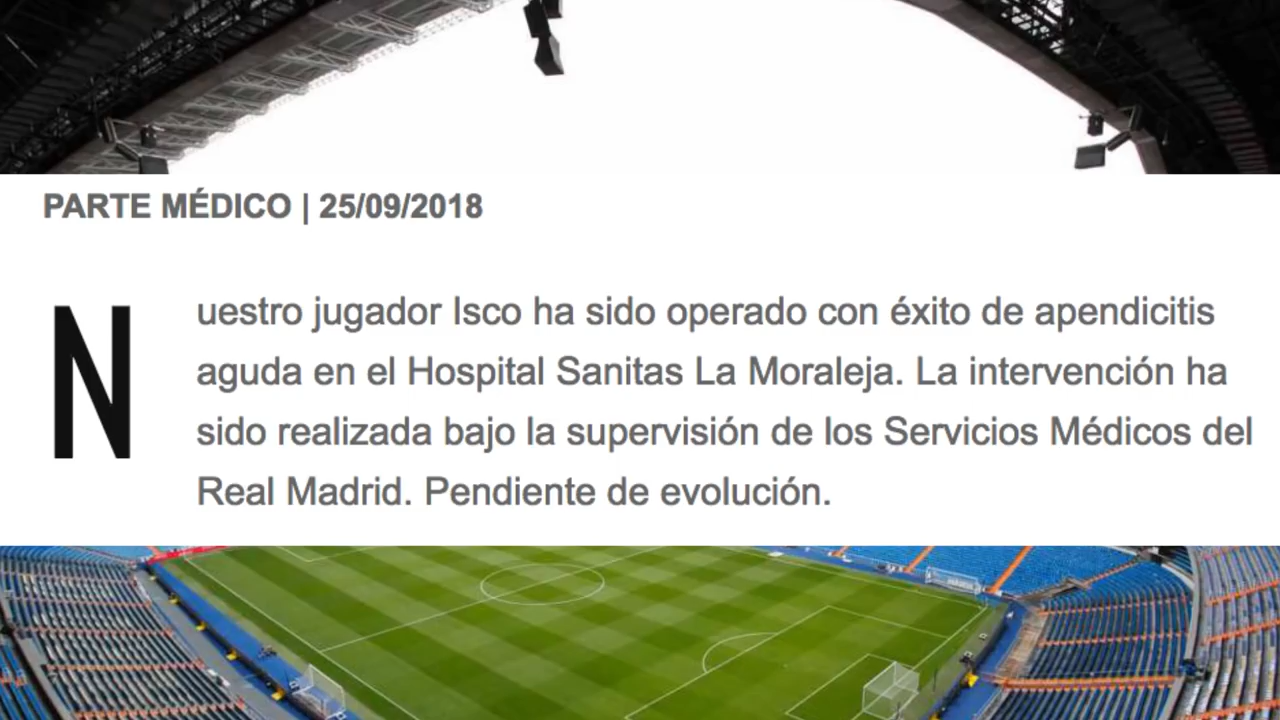 PARTE MÉDICO | 25/09/2018
Nuestro jugador Isco ha sido operado con éxito de apendicitis
aguda en el Hospital Sanitas La Moraleja. La intervención ha
sido realizada bajo la supervisión de los Servicios Médicos del
Real Madrid. Pendiente de evolución.